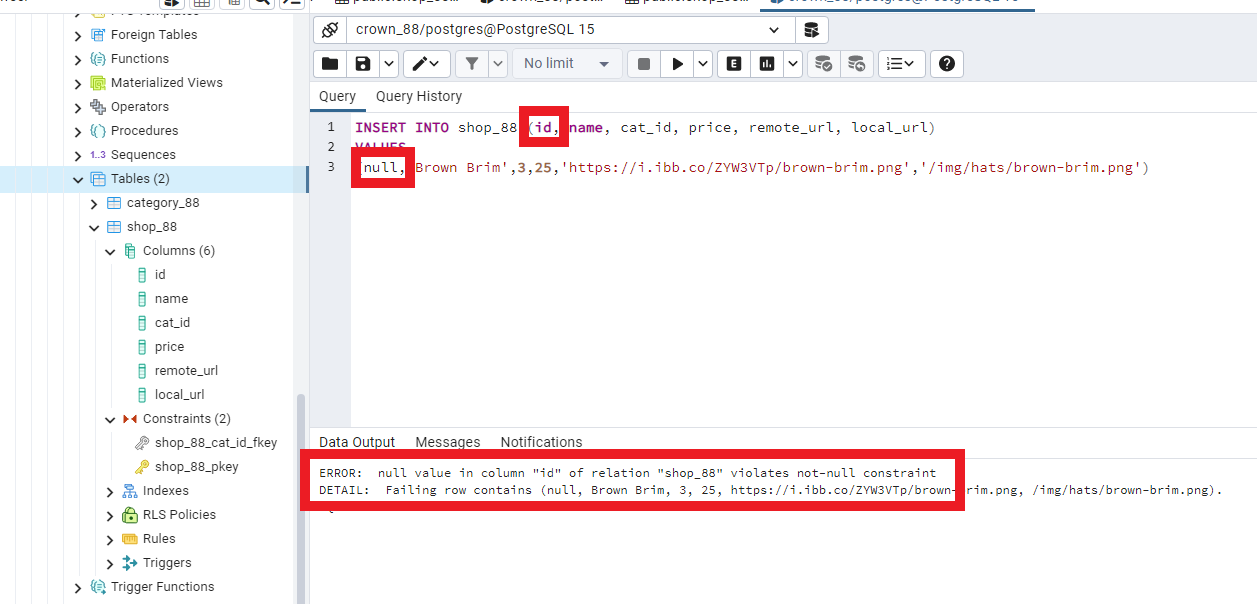 crown_88/postgres@PostgreSQL 15
Foreign Tables
Functions
Materialized Views
Operators
Procedures
1..3 Sequences
Tables (2)
category_88
shop_88
Columns (6)
id
name
cat_id
price
remote_url
local_url
Constraints (2)
shop_88_cat_id_fkey
shop_88_pkey
Indexes
RLS Policies
Rules
Triggers
Trigger Functions
No limit
E
Query Query History
1 INSERT INTO shop_88 (id, name, cat_id, price, remote_url, local_url)
2 VALUES
3 null, Brown Brim',3,25,'https://i.ibb.co/ZYW3VTp/brown-brim.png','/img/hats/brown-brim.png')
Data Output Messages Notifications
ERROR: null value in column "id" of relation "shop_88" violates not-null constraint
DETAIL: Failing row contains (null, Brown Brim, 3, 25, https://i.ibb.co/ZYW3VTp/brown-brim.png, /img/hats/brown-brim.png).